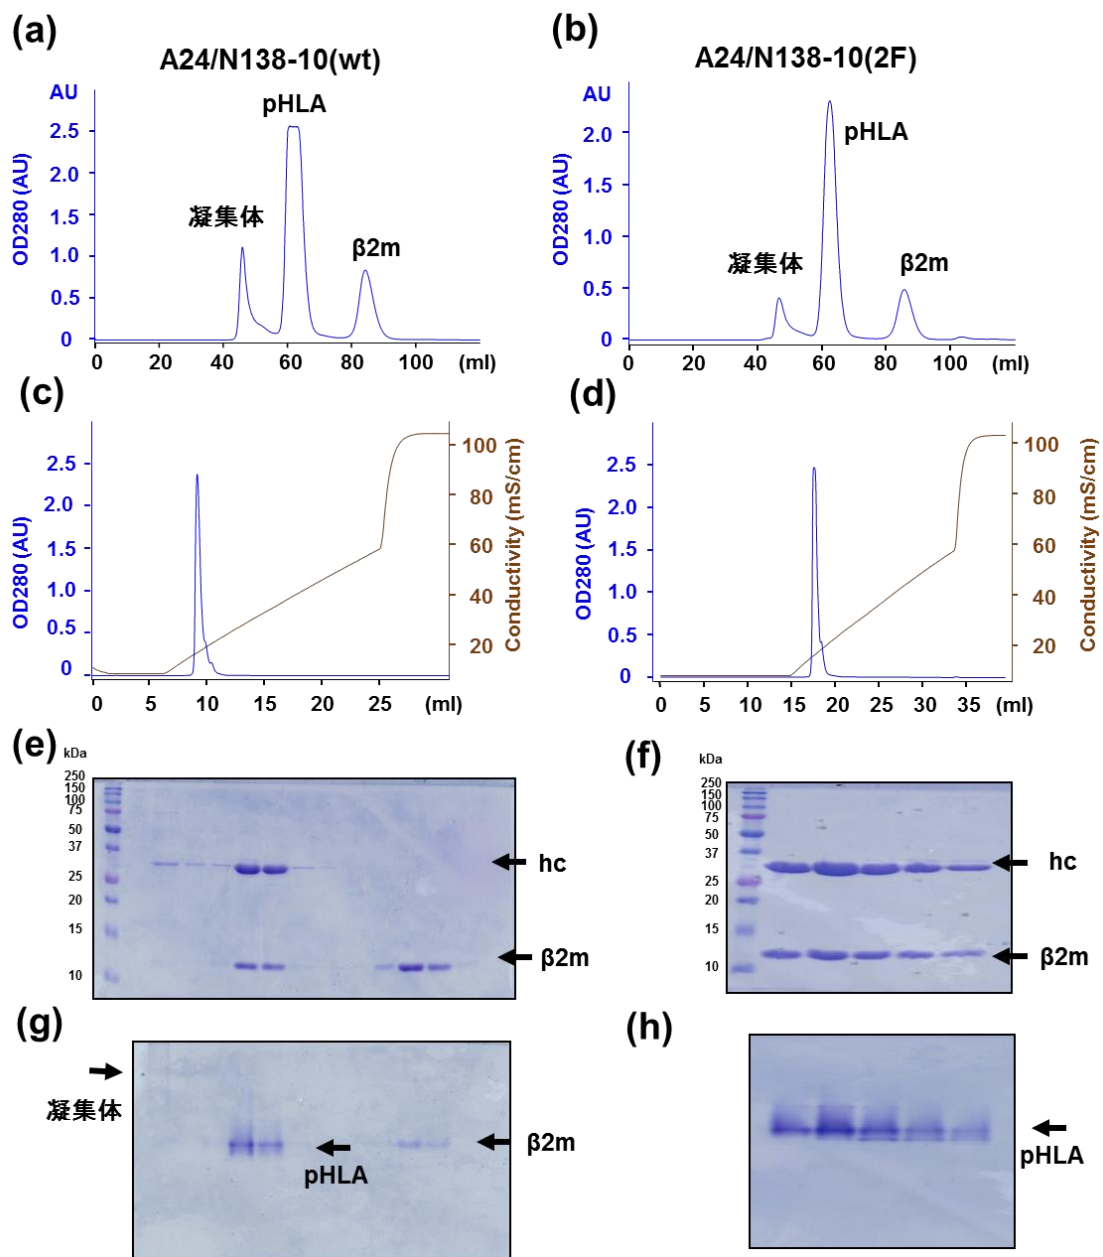 (a)
A24/N138-10(wt)
AU
pHLA
2.5
2.0
1.5
1.0
0.5
0
OD280 (AU)
凝集体
β2m
0
20
40
60
80
100
(ml)
(b)
A24/N138-10(2F)
AU
pHLA
2.0
1.5
1.0
0.5
0
OD280 (AU)
凝集体
β2m
0
20
40
60
80
100
(ml)
(c)
2.5
2.0
1.5
1.0
0.5
0
OD280 (AU)
100
80
60
40
20
Conductivity (mS/cm)
0
5
10
15
20
25
(ml)
(d)
2.5
2.0
1.5
1.0
0.5
0
OD280 (AU)
100
80
60
40
20
Conductivity (mS/cm)
0
5
10
15
20
25
30
35
(ml)
(e)
kDa
250
150
100
75
50
37
25
20
15
10
hc
β2m
(f)
kDa
250
150
100
75
50
37
25
20
15
10
hc
β2m
(g)
凝集体
pHLA
β2m
(h)
pHLA